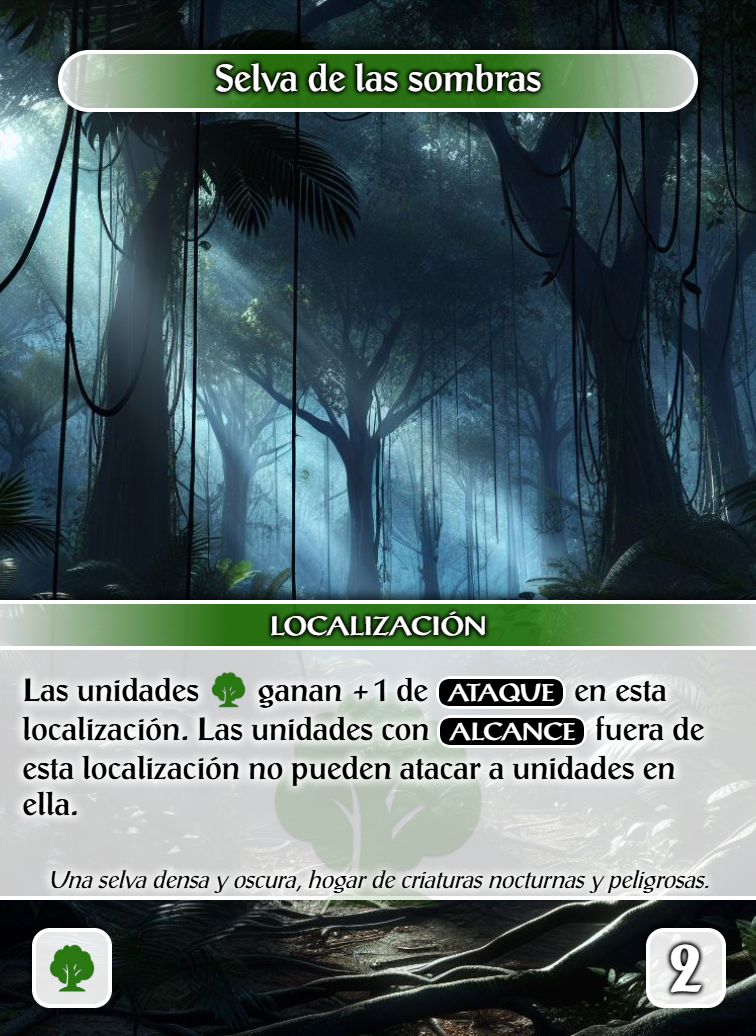 Selva de las sombras
LOCALIZACIÓN
Las unidades ganan +1 de ATAQUE en esta
localización. Las unidades con ALCANCE fuera de
esta localización no pueden atacar a unidades en
ella.
Una selva densa y oscura, hogar de criaturas nocturnas y peligrosas.
2